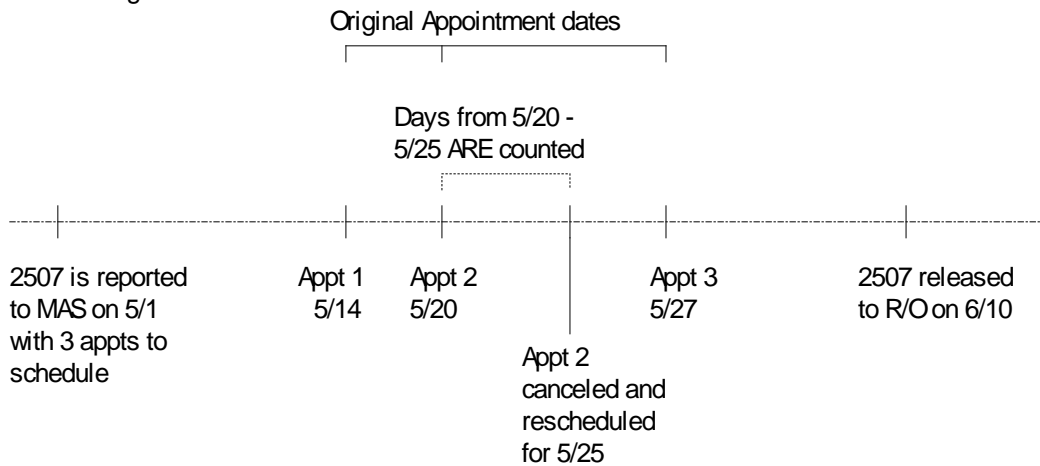 Original Appointment dates
Days from 5/20 -
5/25 ARE counted
2507 is reported
to MAS on 5/1
with 3 appts to
schedule
Appt 1
5/14
Appt 2
5/20
Appt 2
canceled and
rescheduled
for 5/25
Appt 3
5/27
2507 released
to R/O on 6/10